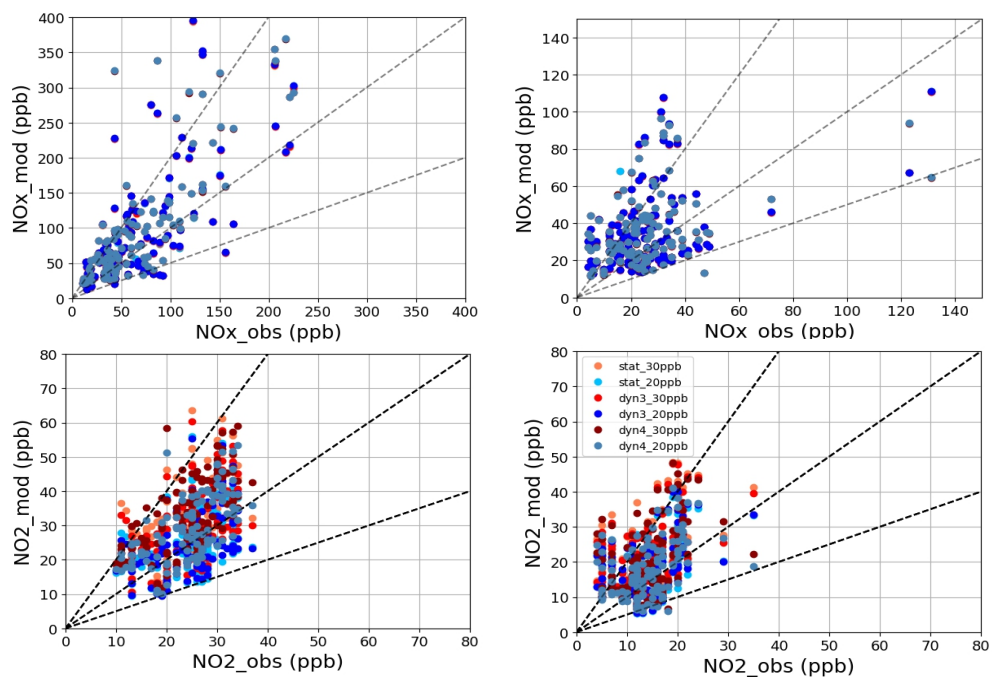 400
350
300
250
200
150
100
50
0
NOx_mod (ppb)
0 50 100 150 200 250 300 350 400
NOx_obs (ppb)
140
120
100
80
60
40
20
0
NOx_mod (ppb)
0 20 40 60 80 100 120 140
NOx obs (ppb)
80
70
60
50
40
30
20
10
0
NO2_mod (ppb)
0 10 20 30 40 50 60 70 80
NO2_obs (ppb)
80
70
60
50
40
30
20
10
0
NO2_mod (ppb)
stat_30ppb
stat_20ppb
dyn3_30ppb
dyn3_20ppb
dyn4_30ppb
dyn4_20ppb
0 10 20 30 40 50 60 70 80
NO2_obs (ppb)